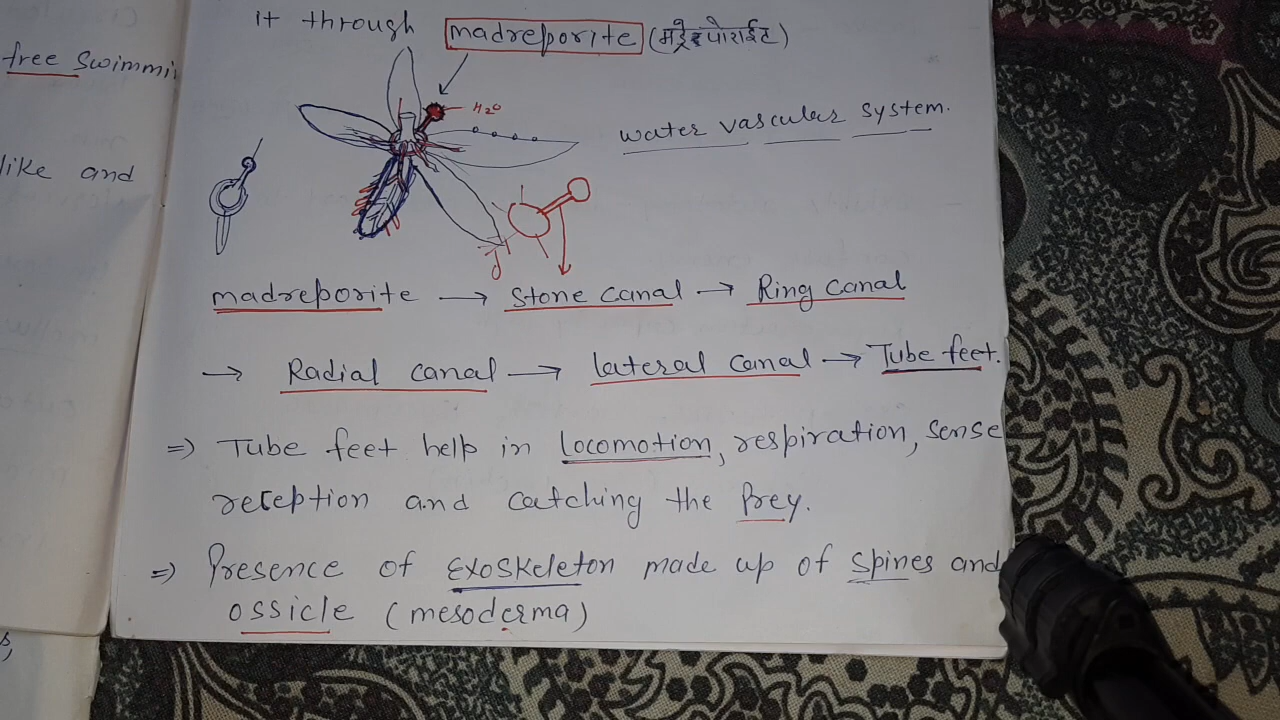 it through madreporite (मड्रेपोराईट)
free swimmi
H₂O
water vascular system.
like and
madreporite → Stone canal → Ring canal
→ Radial canal → lateral canal → Tube feet.
⇒ Tube feet help in locomotion, respiration, sense
reception and catching the Prey.
⇒ Presence of Exoskeleton made up of Spines and
ossicle (mesoderma)